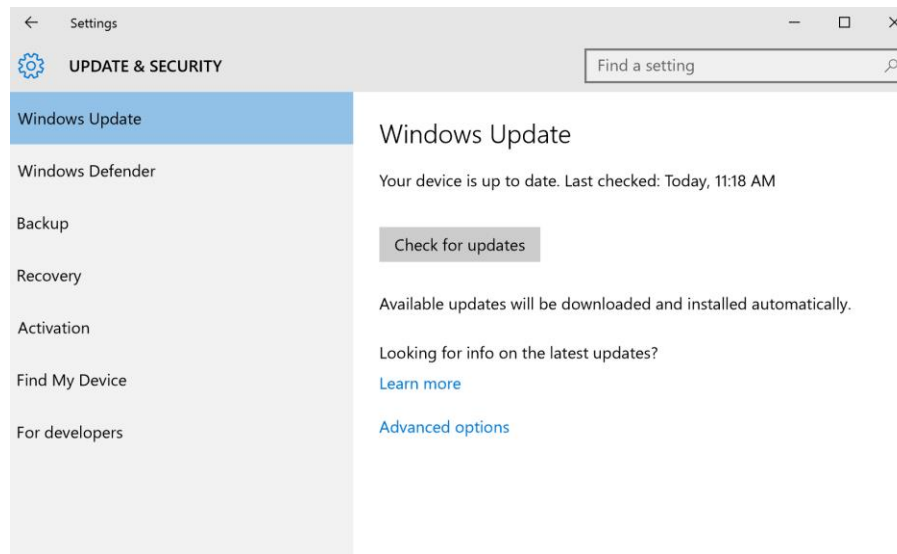 Settings
UPDATE & SECURITY
Find a setting
Windows Update
Windows Defender
Backup
Recovery
Activation
Find My Device
For developers
Windows Update
Your device is up to date. Last checked: Today, 11:18 AM
Check for updates
Available updates will be downloaded and installed automatically.
Looking for info on the latest updates?
Learn more
Advanced options